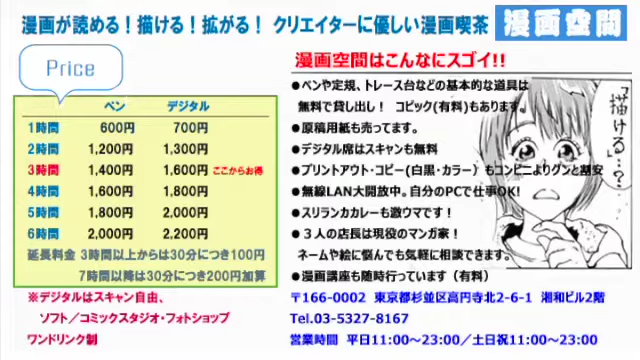 漫画が読める！描ける！拡がる！ クリエイターに優しい漫画喫茶 漫画空間
Price
ペン デジタル
1時間 600円 700円
2時間 1,200円 1,300円
3時間 1,400円 1,600円 ここからお得
4時間 1,600円 1,800円
5時間 1,800円 2,000円
6時間 2,000円 2,200円
延長料金 3時間以上からは30分につき100円
7時間以降は30分につき200円加算
※デジタルはスキャン自由、
ソフト／コミックスタジオ・フォトショップ
ワンドリンク制
漫画空間はこんなにスゴイ!!
●ペンや定規、トレース台などの基本的な道具は
無料で貸し出し！ コピック(有料)もあります。
●原稿用紙も売ってます。
●デジタル席はスキャンも無料
●プリントアウト・コピー(白黒・カラー）もコンビニよりグンと割安
●無線LAN大開放中。自分のPCで仕事OK!
●スリランカカレーも激ウマです！
●３人の店長は現役のマンガ家！
ネームや絵に悩んでも気軽に相談できます。
●漫画講座も随時行っています（有料）
「描ける」…？
〒166-0002 東京都杉並区高円寺北2-6-1 湘和ビル2階
Tel.03-5327-8167
営業時間 平日11:00～23:00／土日祝11:00～23:00